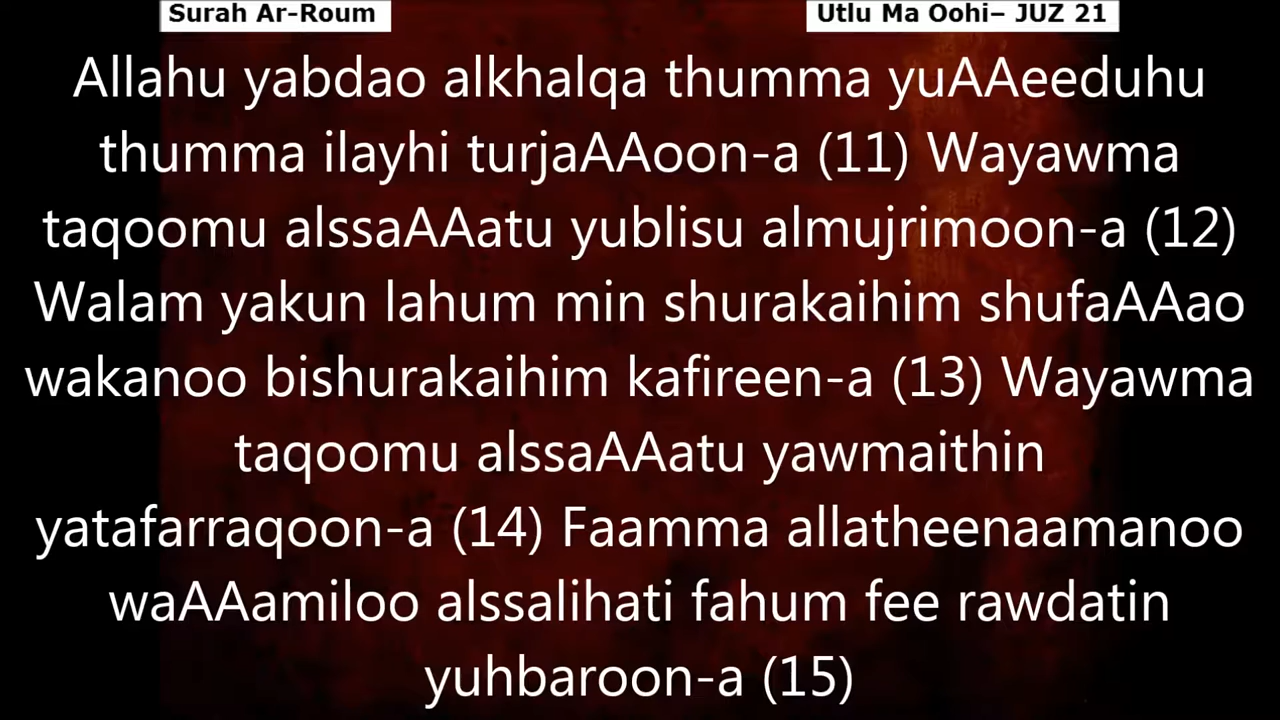 Surah Ar-Roum
Utlu Ma Oohi– JUZ 21
Allahu yabdao alkhalqa thumma yuAAeeduhu
thumma ilayhi turjaAAoon-a (11) Wayawma
taqoomu alssaAAatu yublisu almujrimoon-a (12)
Walam yakun lahum min shurakaihim shufaAAao
wakanoo bishurakaihim kafireen-a (13) Wayawma
taqoomu alssaAAatu yawmaithin
yatafarraqoon-a (14) Faamma allatheenaamanoo
waAAamiloo alssalihati fahum fee rawdatin
yuhbaroon-a (15)